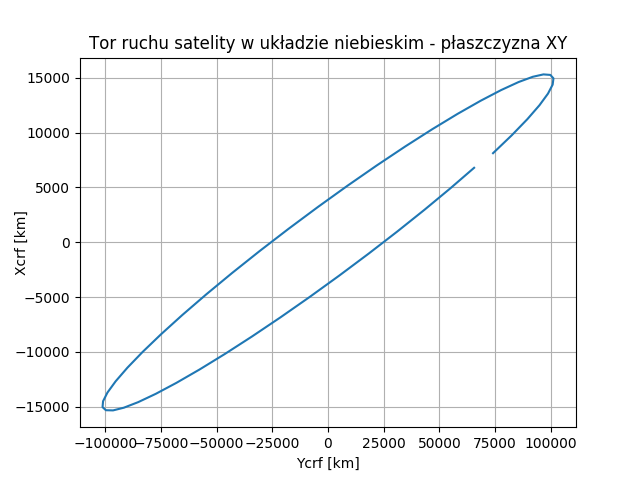 Tor ruchu satelity w układzie niebieskim - płaszczyzna XY
15000
10000
5000
0
−5000
−10000
−15000
Xcrf [km]
−100000 −75000 −50000 −25000 0 25000 50000 75000 100000
Ycrf [km]